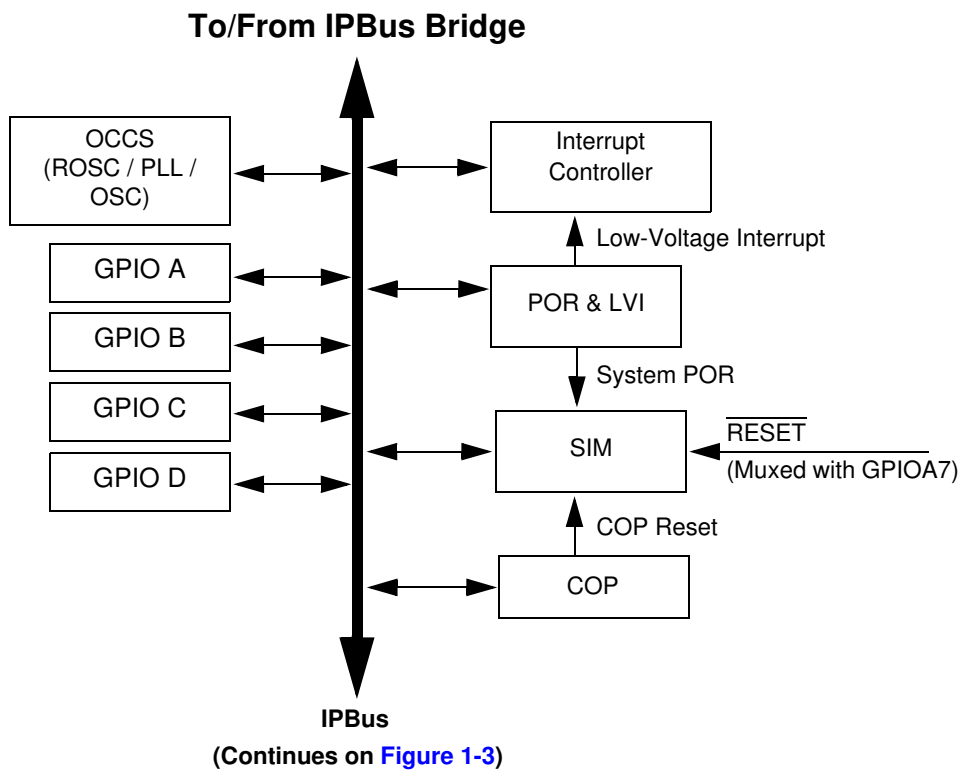 To/From IPBus Bridge
OCCS
(ROSC / PLL /
OSC)
GPIO A
GPIO B
GPIO C
GPIO D
Interrupt
Controller
Low-Voltage Interrupt
POR & LVI
System POR
SIM
RESET
(Muxed with GPIOA7)
COP Reset
COP
IPBus
(Continues on Figure 1-3)